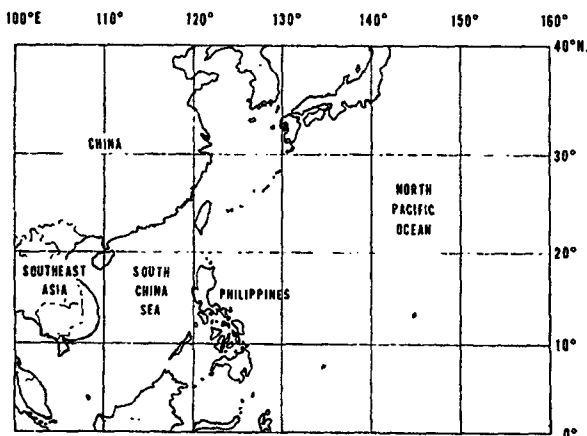 100°E 110° 120° 130° 140° 150° 160°
40°N.
CHINA
30°
NORTH
PACIFIC
OCEAN
20°
SOUTHEAST
ASIA
SOUTH
CHINA
SEA
PHILIPPINES
10°
0°